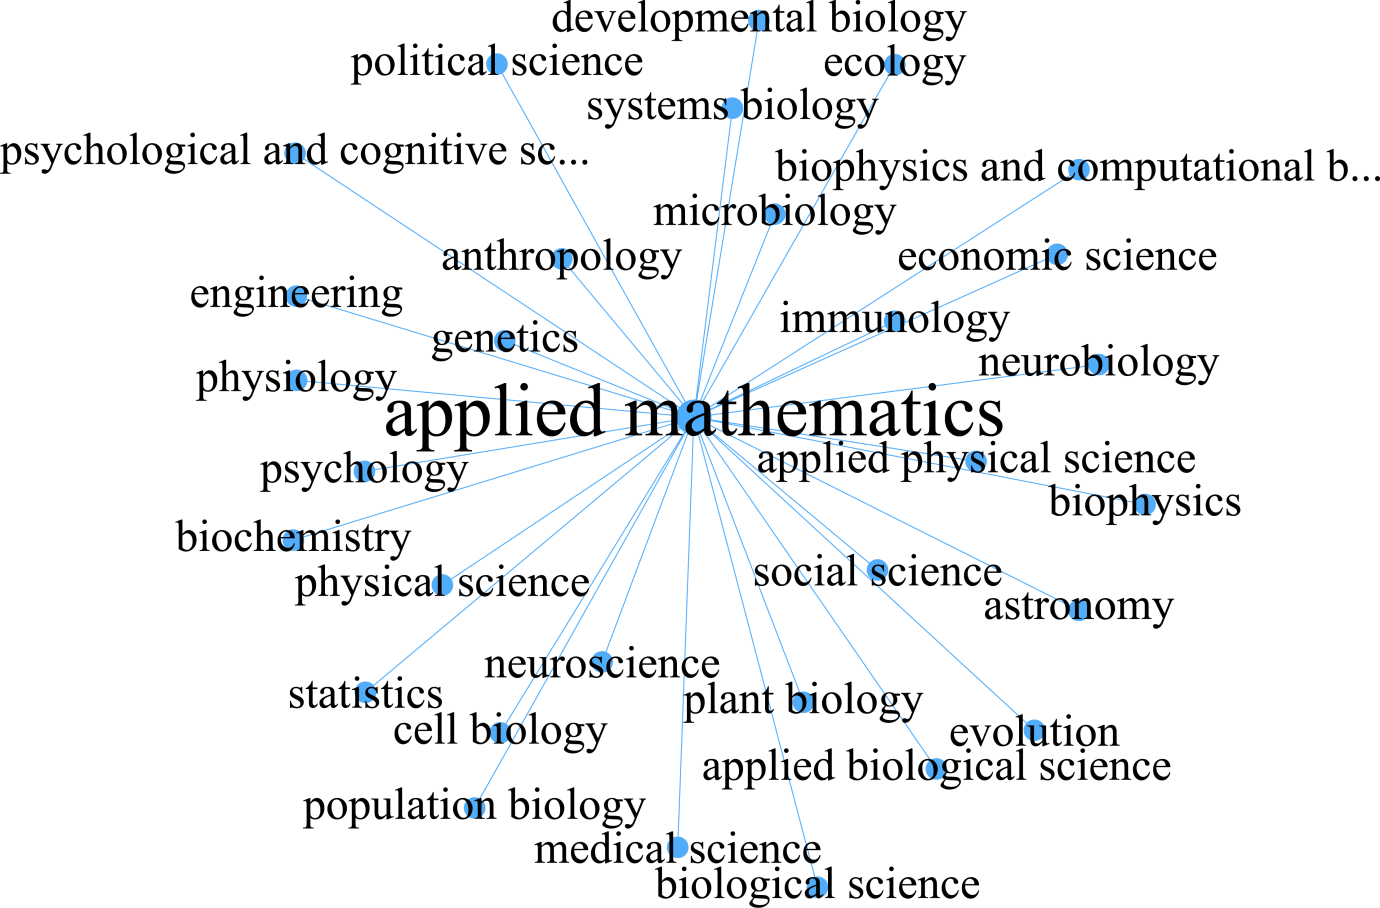 developmental biology
political science
ecology
systems biology
psychological and cognitive sc...
biophysics and computational b...
microbiology
anthropology
economic science
engineering
immunology
genetics
neurobiology
physiology
applied mathematics
psychology
applied physical science
biophysics
biochemistry
physical science
social science
astronomy
neuroscience
statistics
plant biology
cell biology
evolution
applied biological science
population biology
medical science
biological science